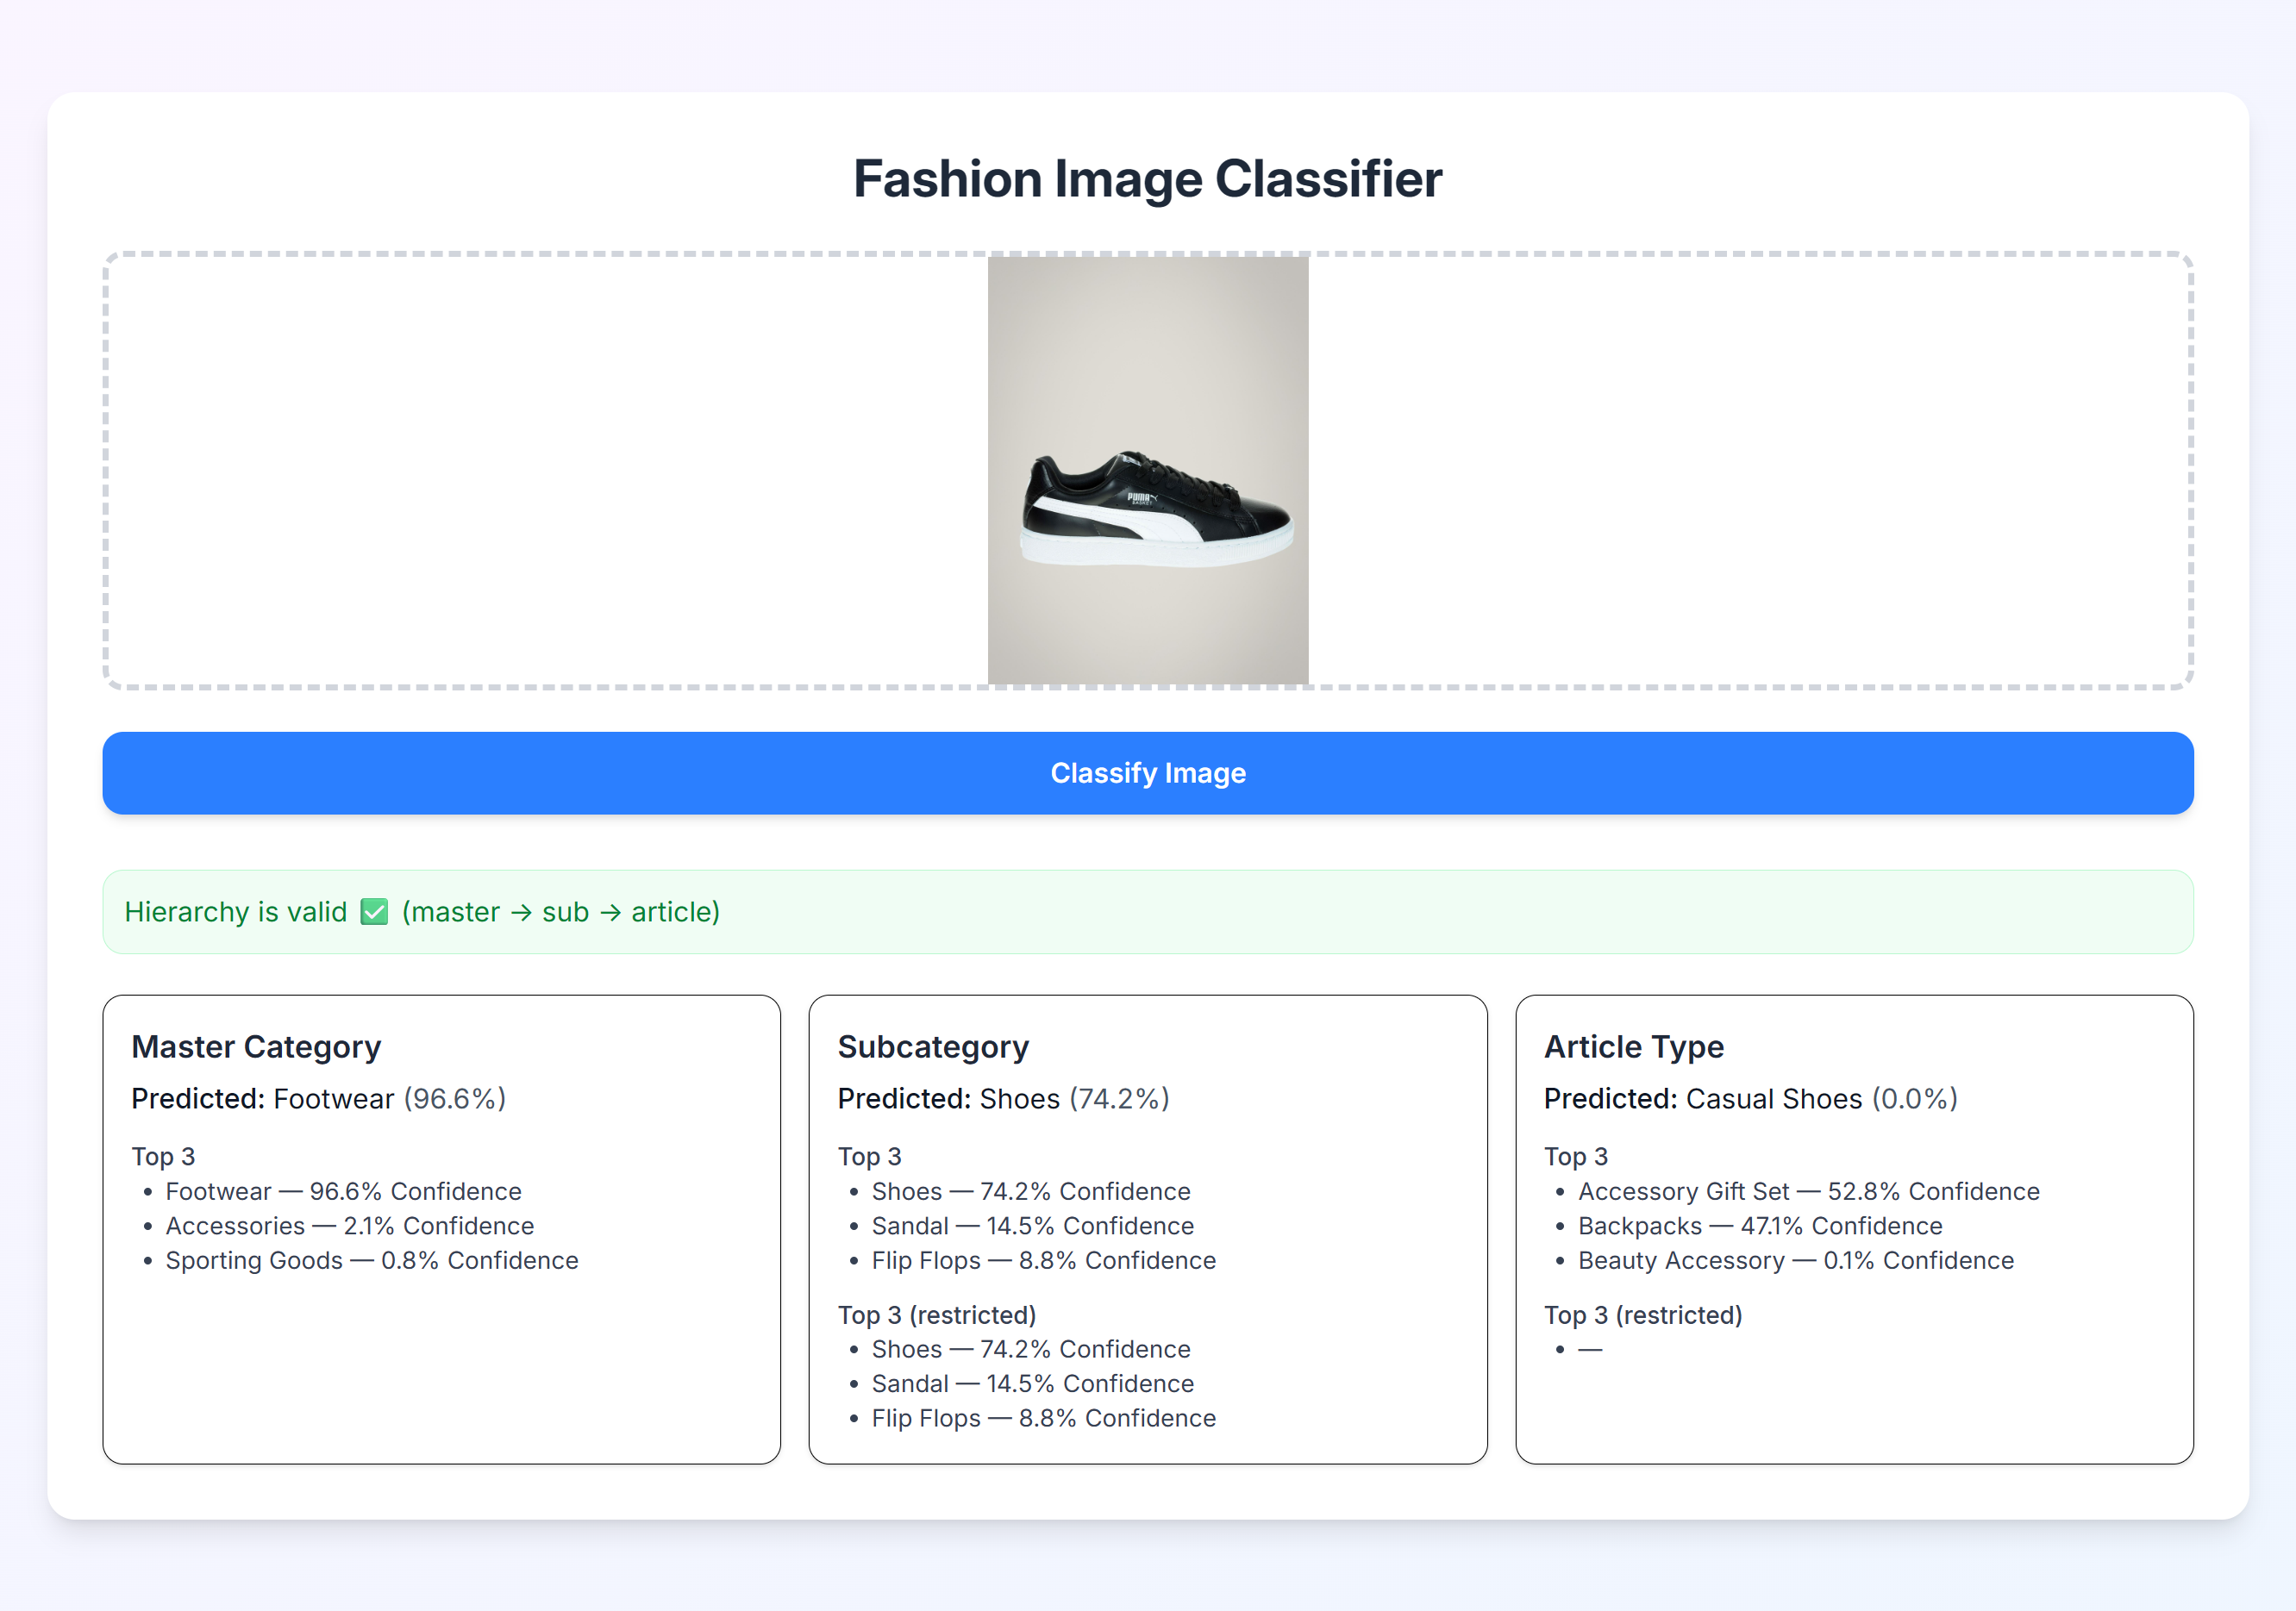 Fashion Image Classifier
PUMA
BASKET
Classify Image
Hierarchy is valid ✅ (master → sub → article)
Master Category
Predicted: Footwear (96.6%)
Top 3
• Footwear — 96.6% Confidence
• Accessories — 2.1% Confidence
• Sporting Goods — 0.8% Confidence
Subcategory
Predicted: Shoes (74.2%)
Top 3
• Shoes — 74.2% Confidence
• Sandal — 14.5% Confidence
• Flip Flops — 8.8% Confidence
Top 3 (restricted)
• Shoes — 74.2% Confidence
• Sandal — 14.5% Confidence
• Flip Flops — 8.8% Confidence
Article Type
Predicted: Casual Shoes (0.0%)
Top 3
• Accessory Gift Set — 52.8% Confidence
• Backpacks — 47.1% Confidence
• Beauty Accessory — 0.1% Confidence
Top 3 (restricted)
• —